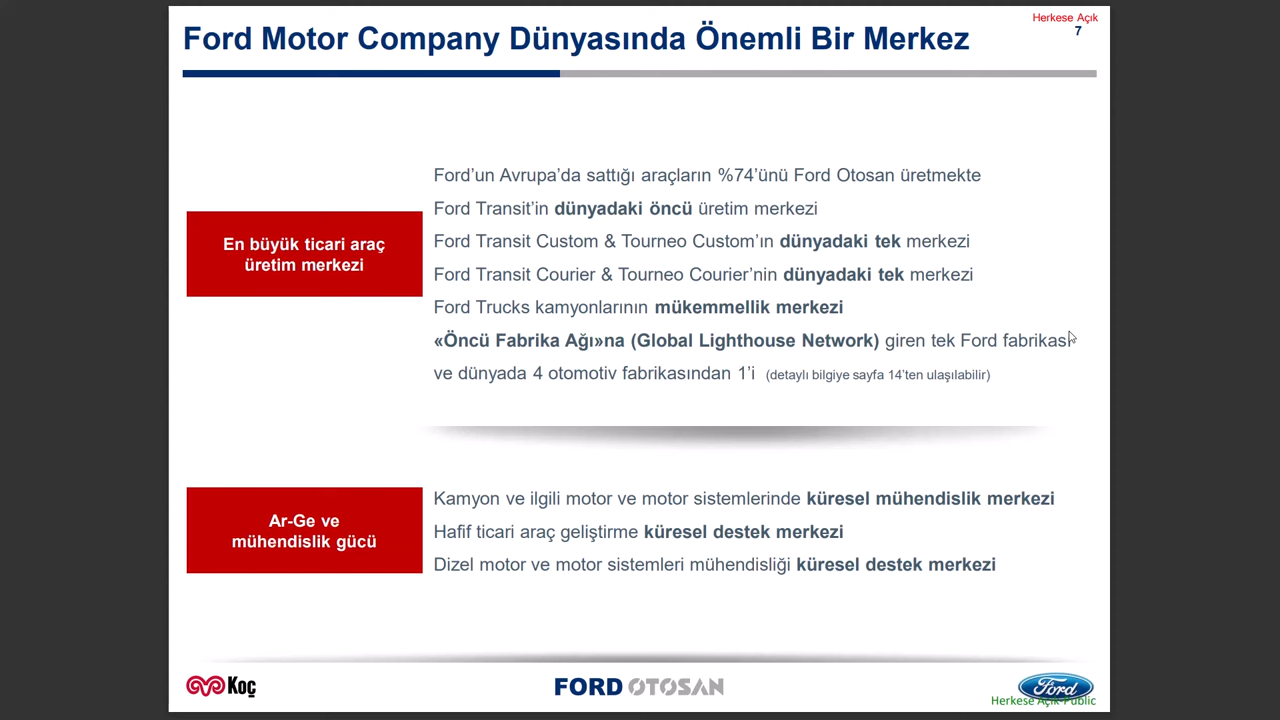 Herkese Açık
7
Ford Motor Company Dünyasında Önemli Bir Merkez
En büyük ticari araç
üretim merkezi
Ford'un Avrupa'da sattığı araçların %74'ünü Ford Otosan üretmekte
Ford Transit'in dünyadaki öncü üretim merkezi
Ford Transit Custom & Tourneo Custom'ın dünyadaki tek merkezi
Ford Transit Courier & Tourneo Courier'nin dünyadaki tek merkezi
Ford Trucks kamyonlarının mükemmellik merkezi
«Öncü Fabrika Ağı»na (Global Lighthouse Network) giren tek Ford fabrikası
ve dünyada 4 otomotiv fabrikasından 1'i (detaylı bilgiye sayfa 14'ten ulaşılabilir)
Ar-Ge ve
mühendislik gücü
Kamyon ve ilgili motor ve motor sistemlerinde küresel mühendislik merkezi
Hafif ticari araç geliştirme küresel destek merkezi
Dizel motor ve motor sistemleri mühendisliği küresel destek merkezi
Koç
FORD OTOSAN
Ford
Herkese Açık-Public